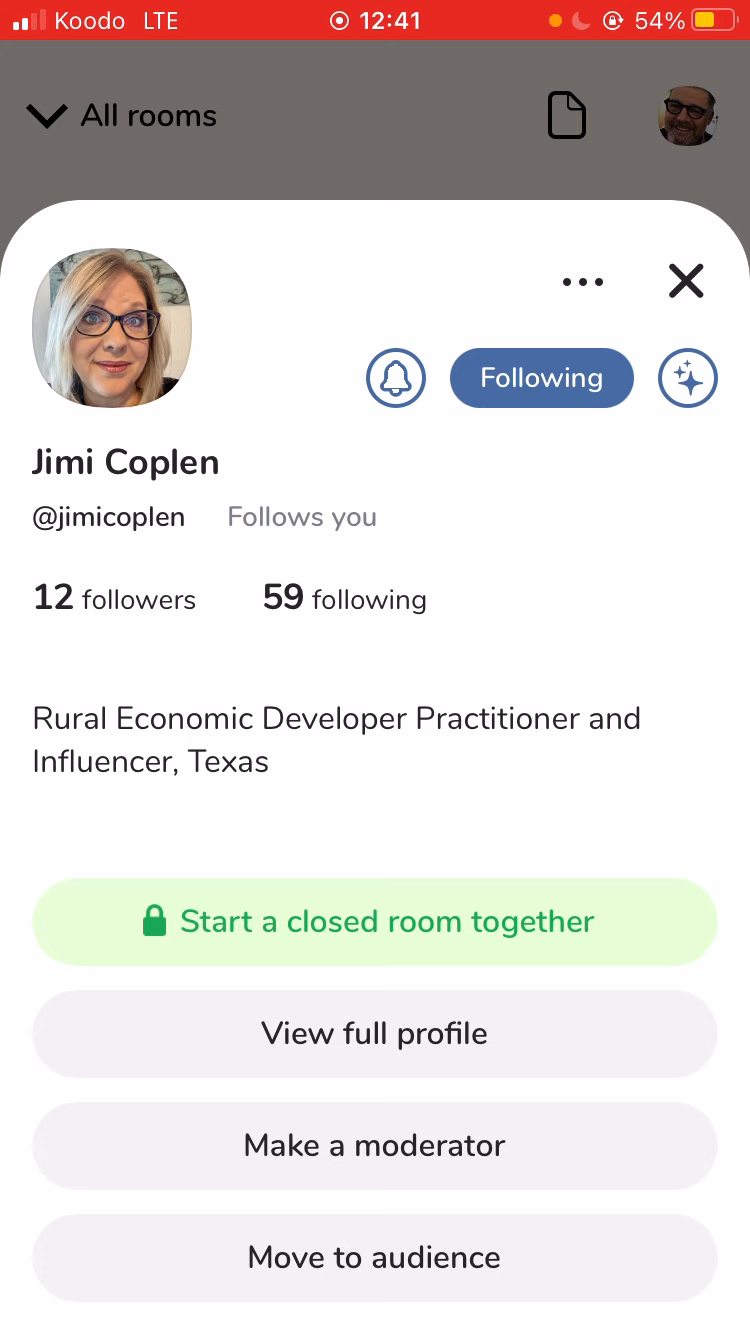 Koodo LTE 12:41 54%
All rooms
Following
Jimi Coplen
@jimicoplen Follows you
12 followers 59 following
Rural Economic Developer Practitioner and
Influencer, Texas
Start a closed room together
View full profile
Make a moderator
Move to audience